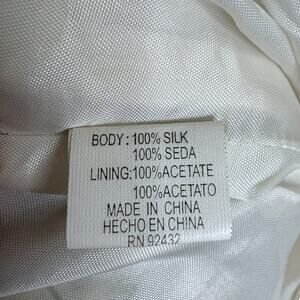 BODY: 100% SILK
100% SEDA
LINING:100%ACETATE
100%ACETATO
MADE IN CHINA
HECHO EN CHINA
RN 92432